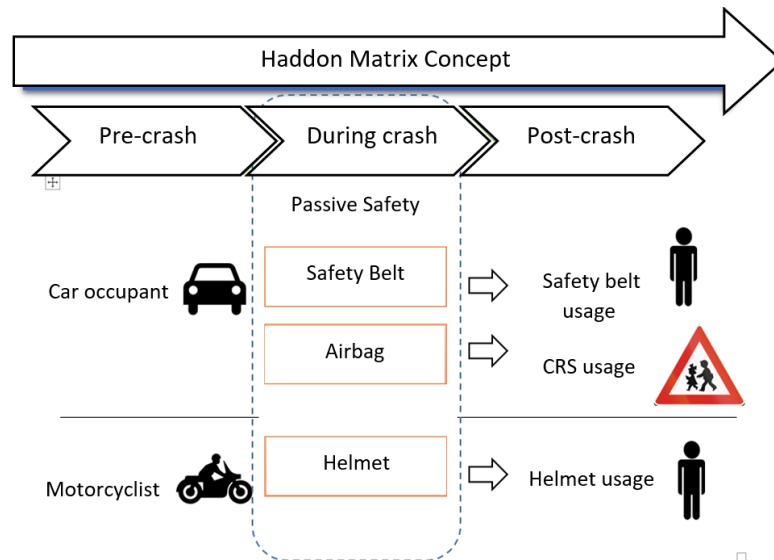 Haddon Matrix Concept
Pre-crash
During crash
Post-crash
Passive Safety
Car occupant
Safety Belt
Safety belt
usage
Airbag
CRS usage
Motorcyclist
Helmet
Helmet usage